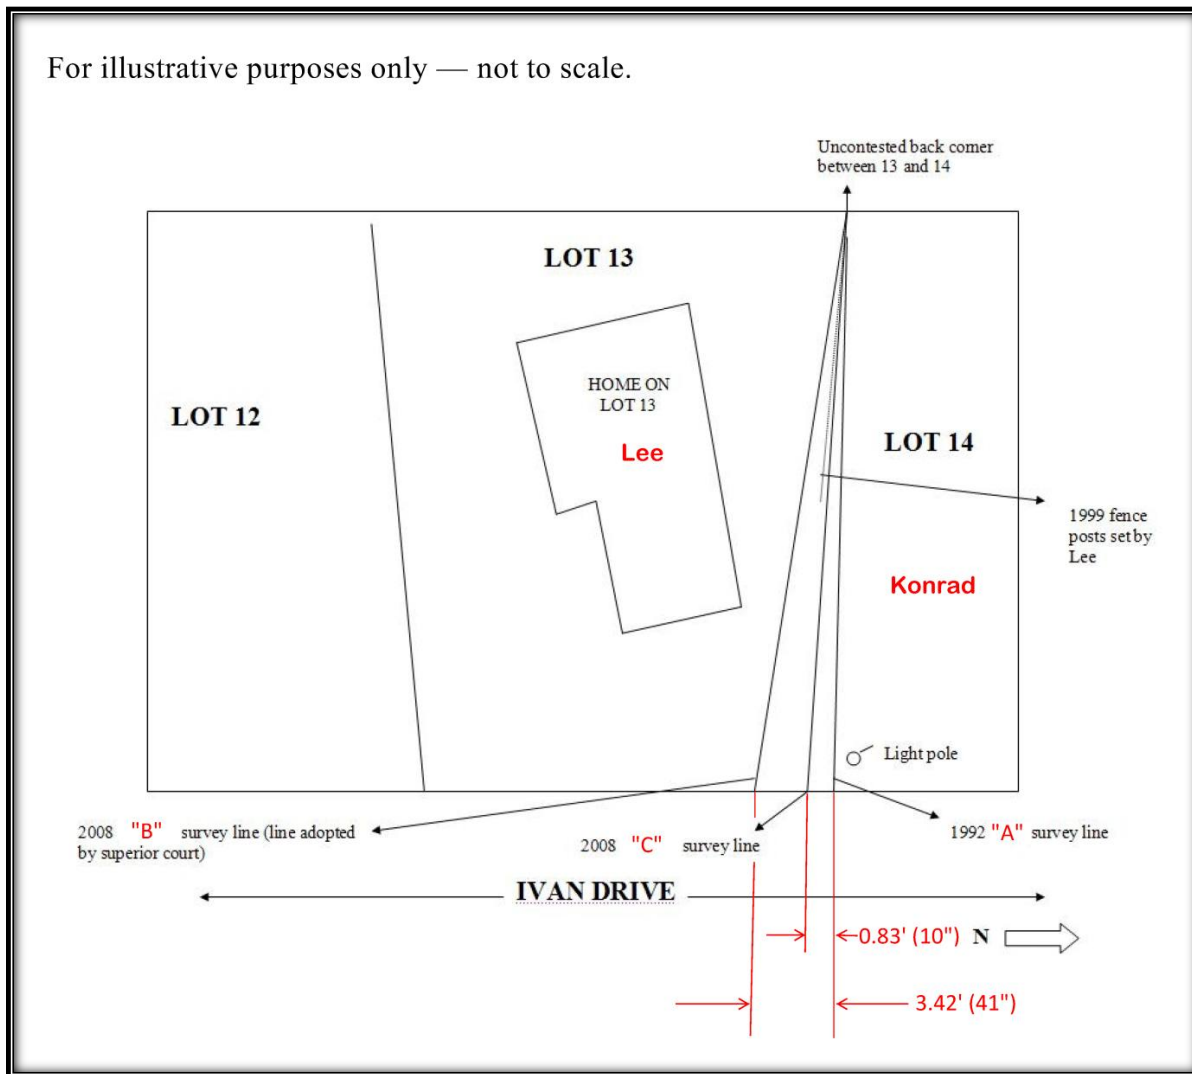 For illustrative purposes only — not to scale.
Uncontested back corner
between 13 and 14
LOT 13
HOME ON
LOT 13
Lee
LOT 12
LOT 14
1999 fence
posts set by
Lee
Konrad
Light pole
2008 "B" survey line (line adopted
by superior court)
2008 "C" survey line
1992 "A" survey line
IVAN DRIVE
0.83' (10") N
3.42' (41")